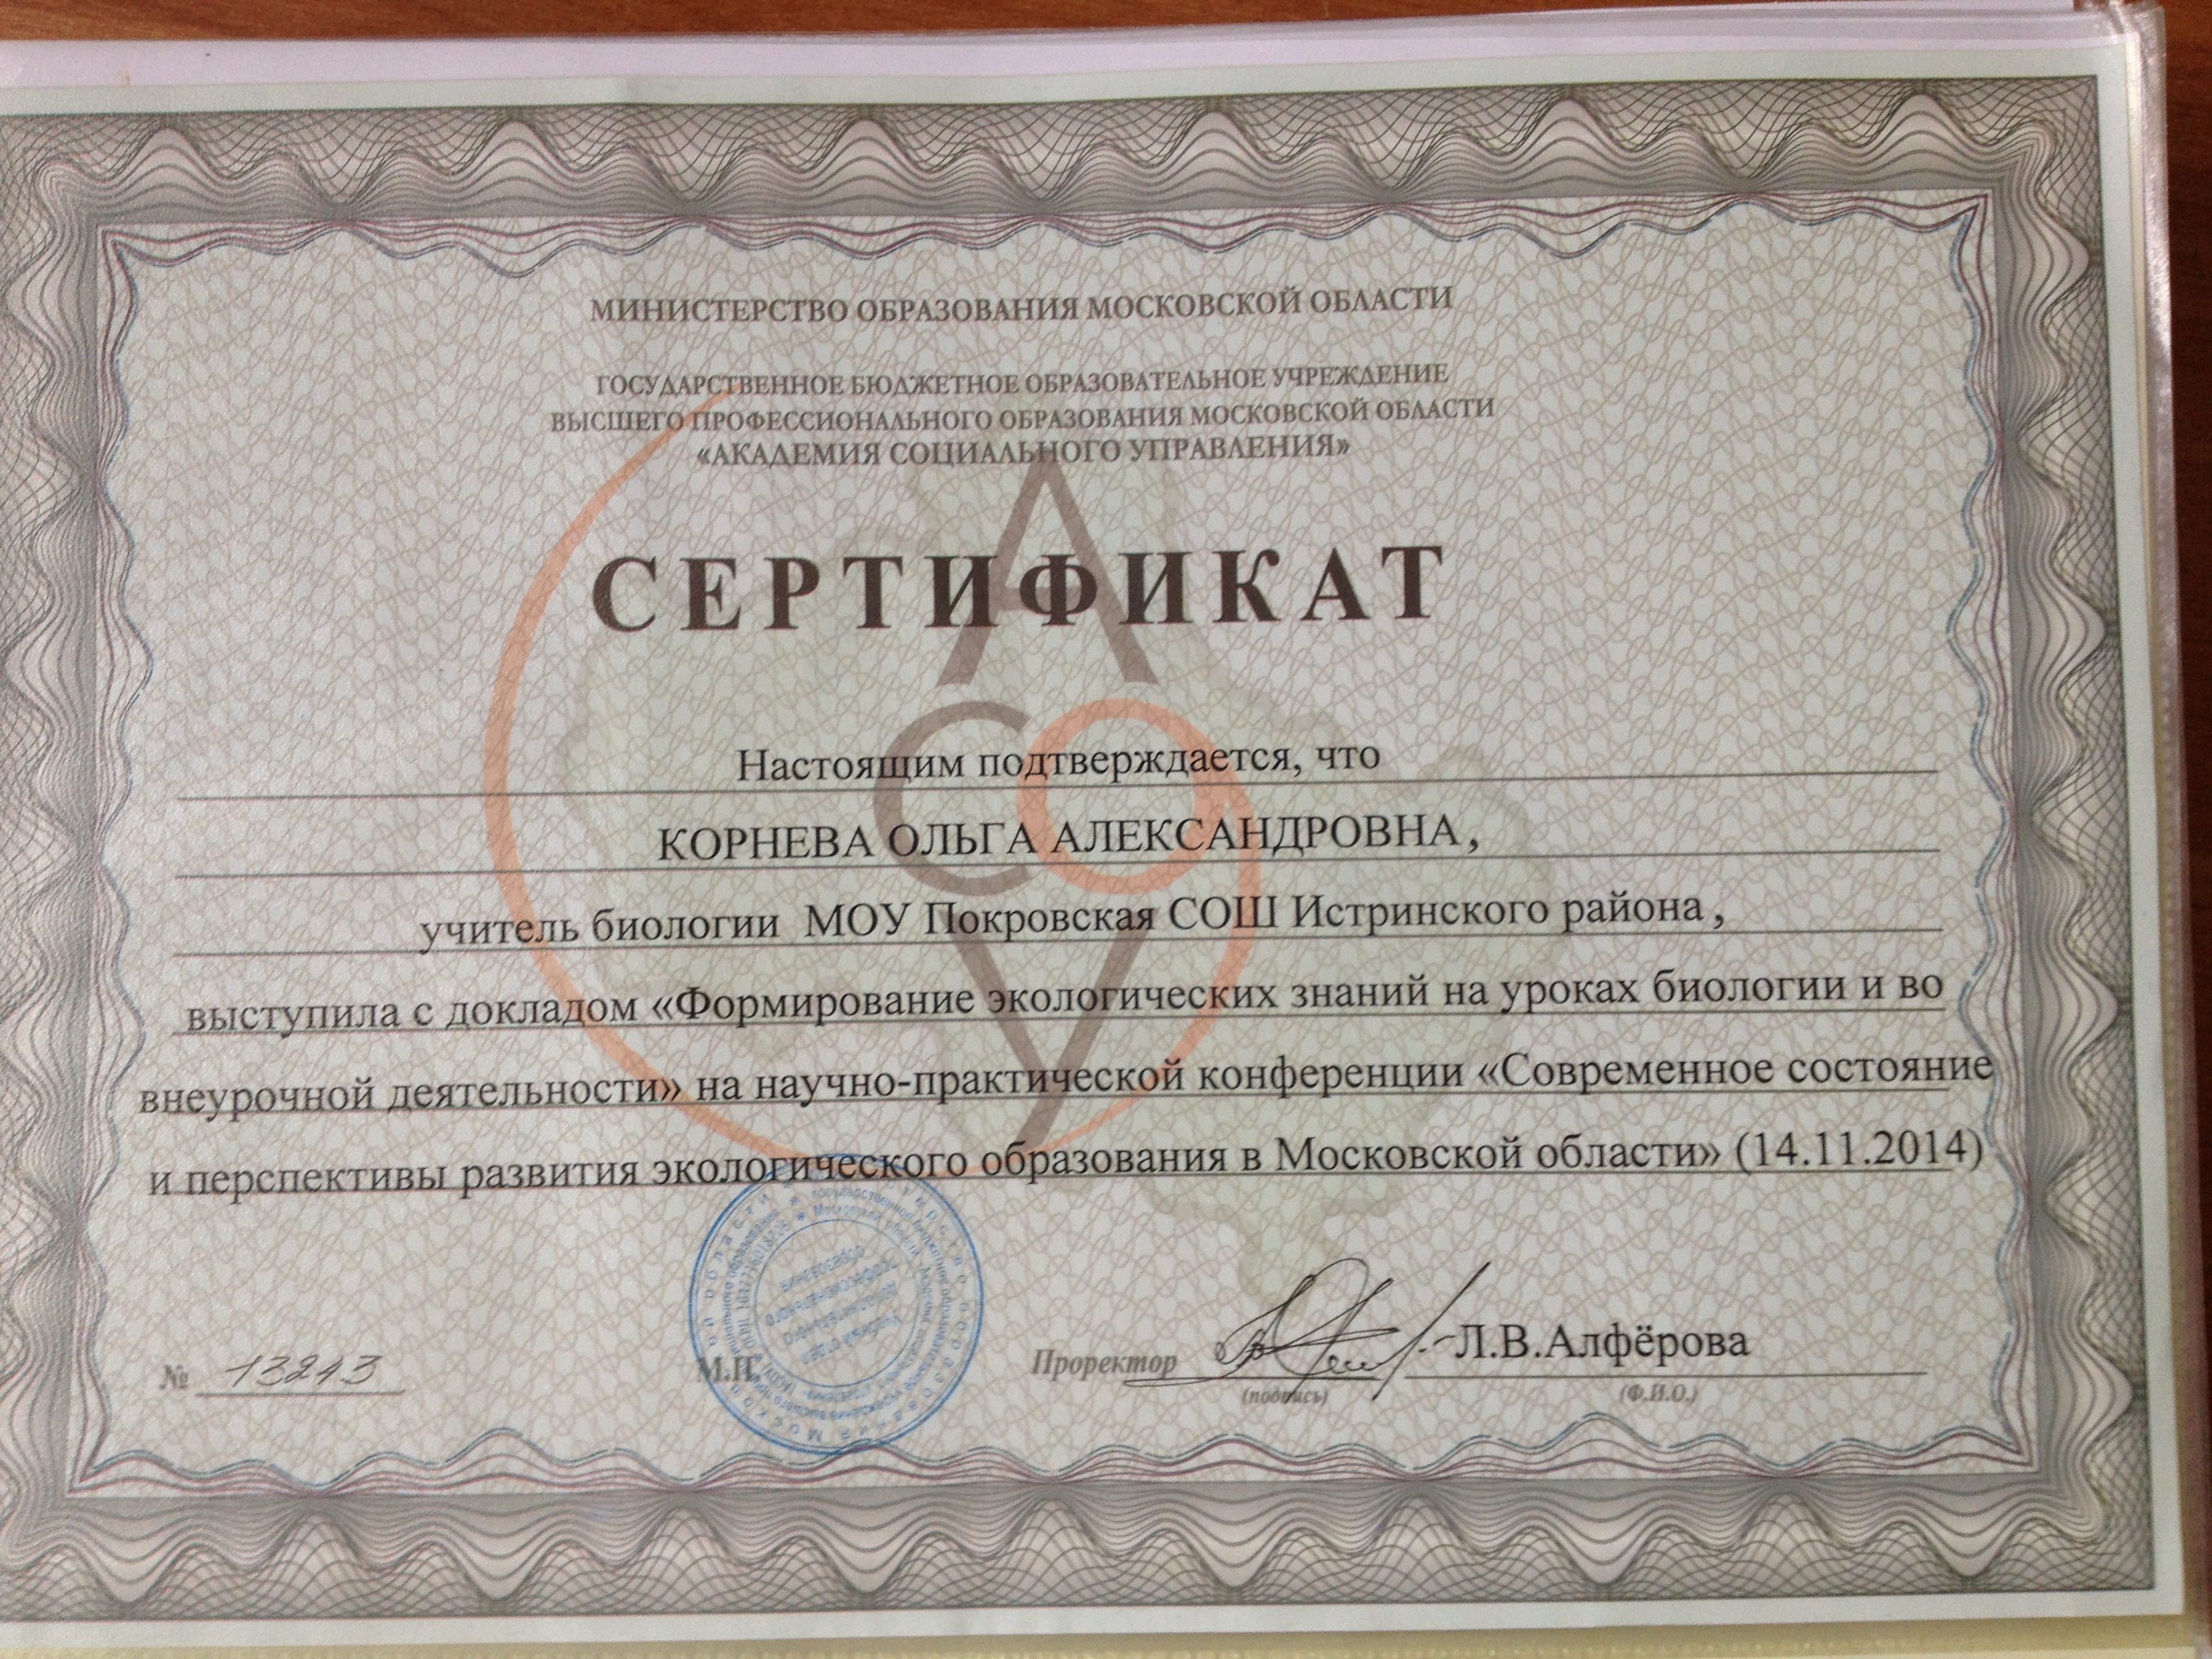 МИНИСТЕРСТВО ОБРАЗОВАНИЯ МОСКОВСКОЙ ОБЛАСТИ
ГОСУДАРСТВЕННОЕ БЮДЖЕТНОЕ ОБРАЗОВАТЕЛЬНОЕ УЧРЕЖДЕНИЕ
ВЫСШЕГО ПРОФЕССИОНАЛЬНОГО ОБРАЗОВАНИЯ МОСКОВСКОЙ ОБЛАСТИ
«АКАДЕМИЯ СОЦИАЛЬНОГО УПРАВЛЕНИЯ»
СЕРТИФИКАТ
Настоящим подтверждается, что
КОРНЕВА ОЛЬГА АЛЕКСАНДРОВНА,
учитель биологии МОУ Покровская СОШ Истринского района,
выступила с докладом «Формирование экологических знаний на уроках биологии и во
внеурочной деятельности» на научно-практической конференции «Современное состояние
и перспективы развития экологического образования в Московской области» (14.11.2014)
№ 13243 М.П. Проректор Л.В.Алфёрова
(подпись) (Ф.И.О.)